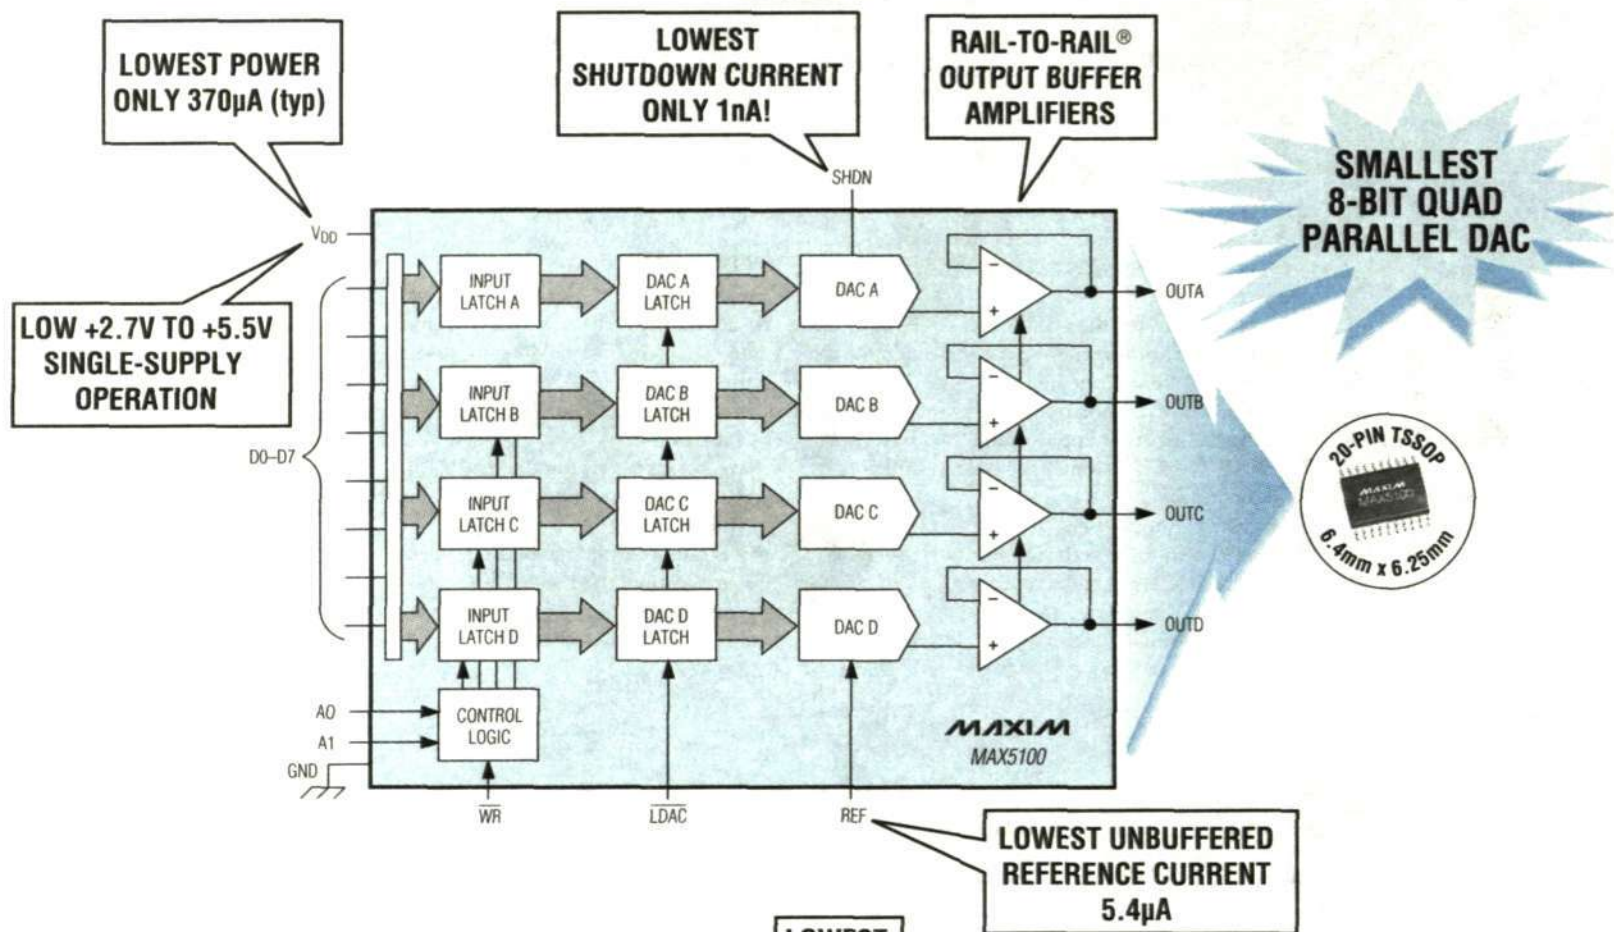 LOWEST POWER
ONLY 370µA (typ)
LOWEST
SHUTDOWN CURRENT
ONLY 1nA!
RAIL-TO-RAIL®
OUTPUT BUFFER
AMPLIFIERS
SMALLEST
8-BIT QUAD
PARALLEL DAC
SHDN
VDD
LOW +2.7V TO +5.5V
SINGLE-SUPPLY
OPERATION
INPUT
LATCH A
DAC A
LATCH
DAC A
−
+
OUTA
INPUT
LATCH B
DAC B
LATCH
DAC B
−
+
OUTB
D0–D7
INPUT
LATCH C
DAC C
LATCH
DAC C
−
+
OUTC
INPUT
LATCH D
DAC D
LATCH
DAC D
−
+
OUTD
20-PIN TSSOP
MAXIM
MAX5100
6.4mm x 6.25mm
A0
A1
GND
CONTROL
LOGIC
MAXIM
MAX5100
WR
LDAC
REF
LOWEST UNBUFFERED
REFERENCE CURRENT
5.4µA
LOWEST